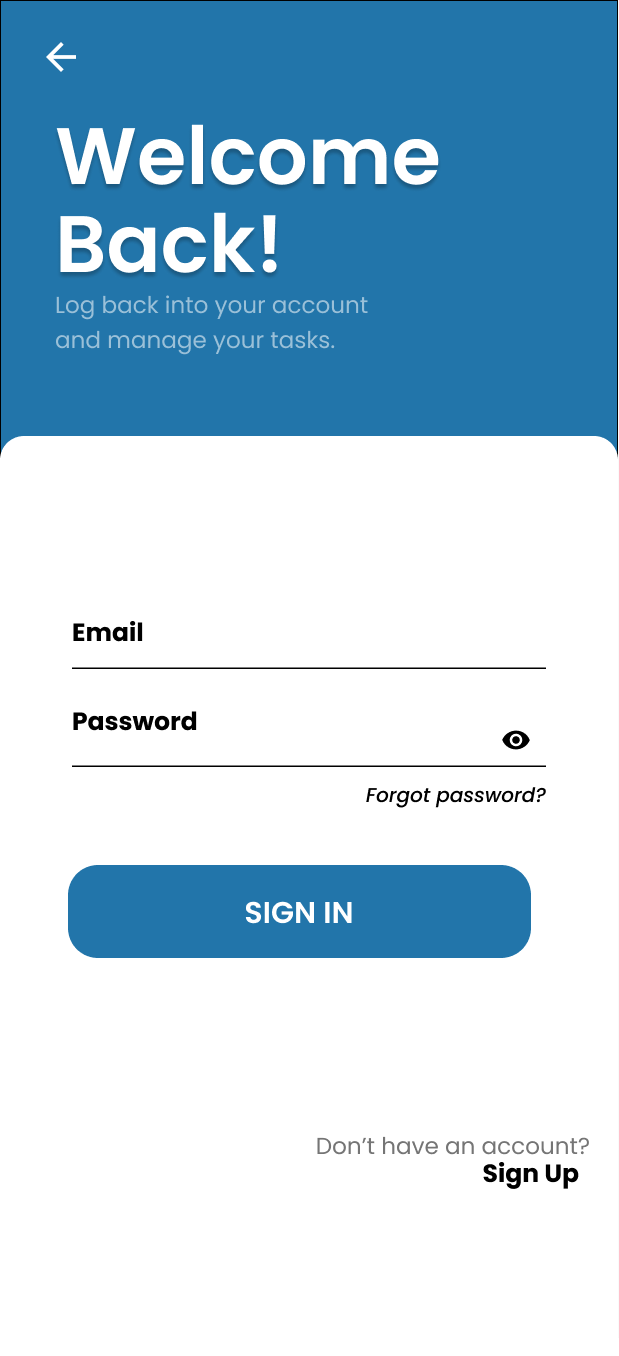 Welcome
Back!
Log back into your account
and manage your tasks.
Email
Password
Forgot password?
SIGN IN
Don’t have an account?
Sign Up